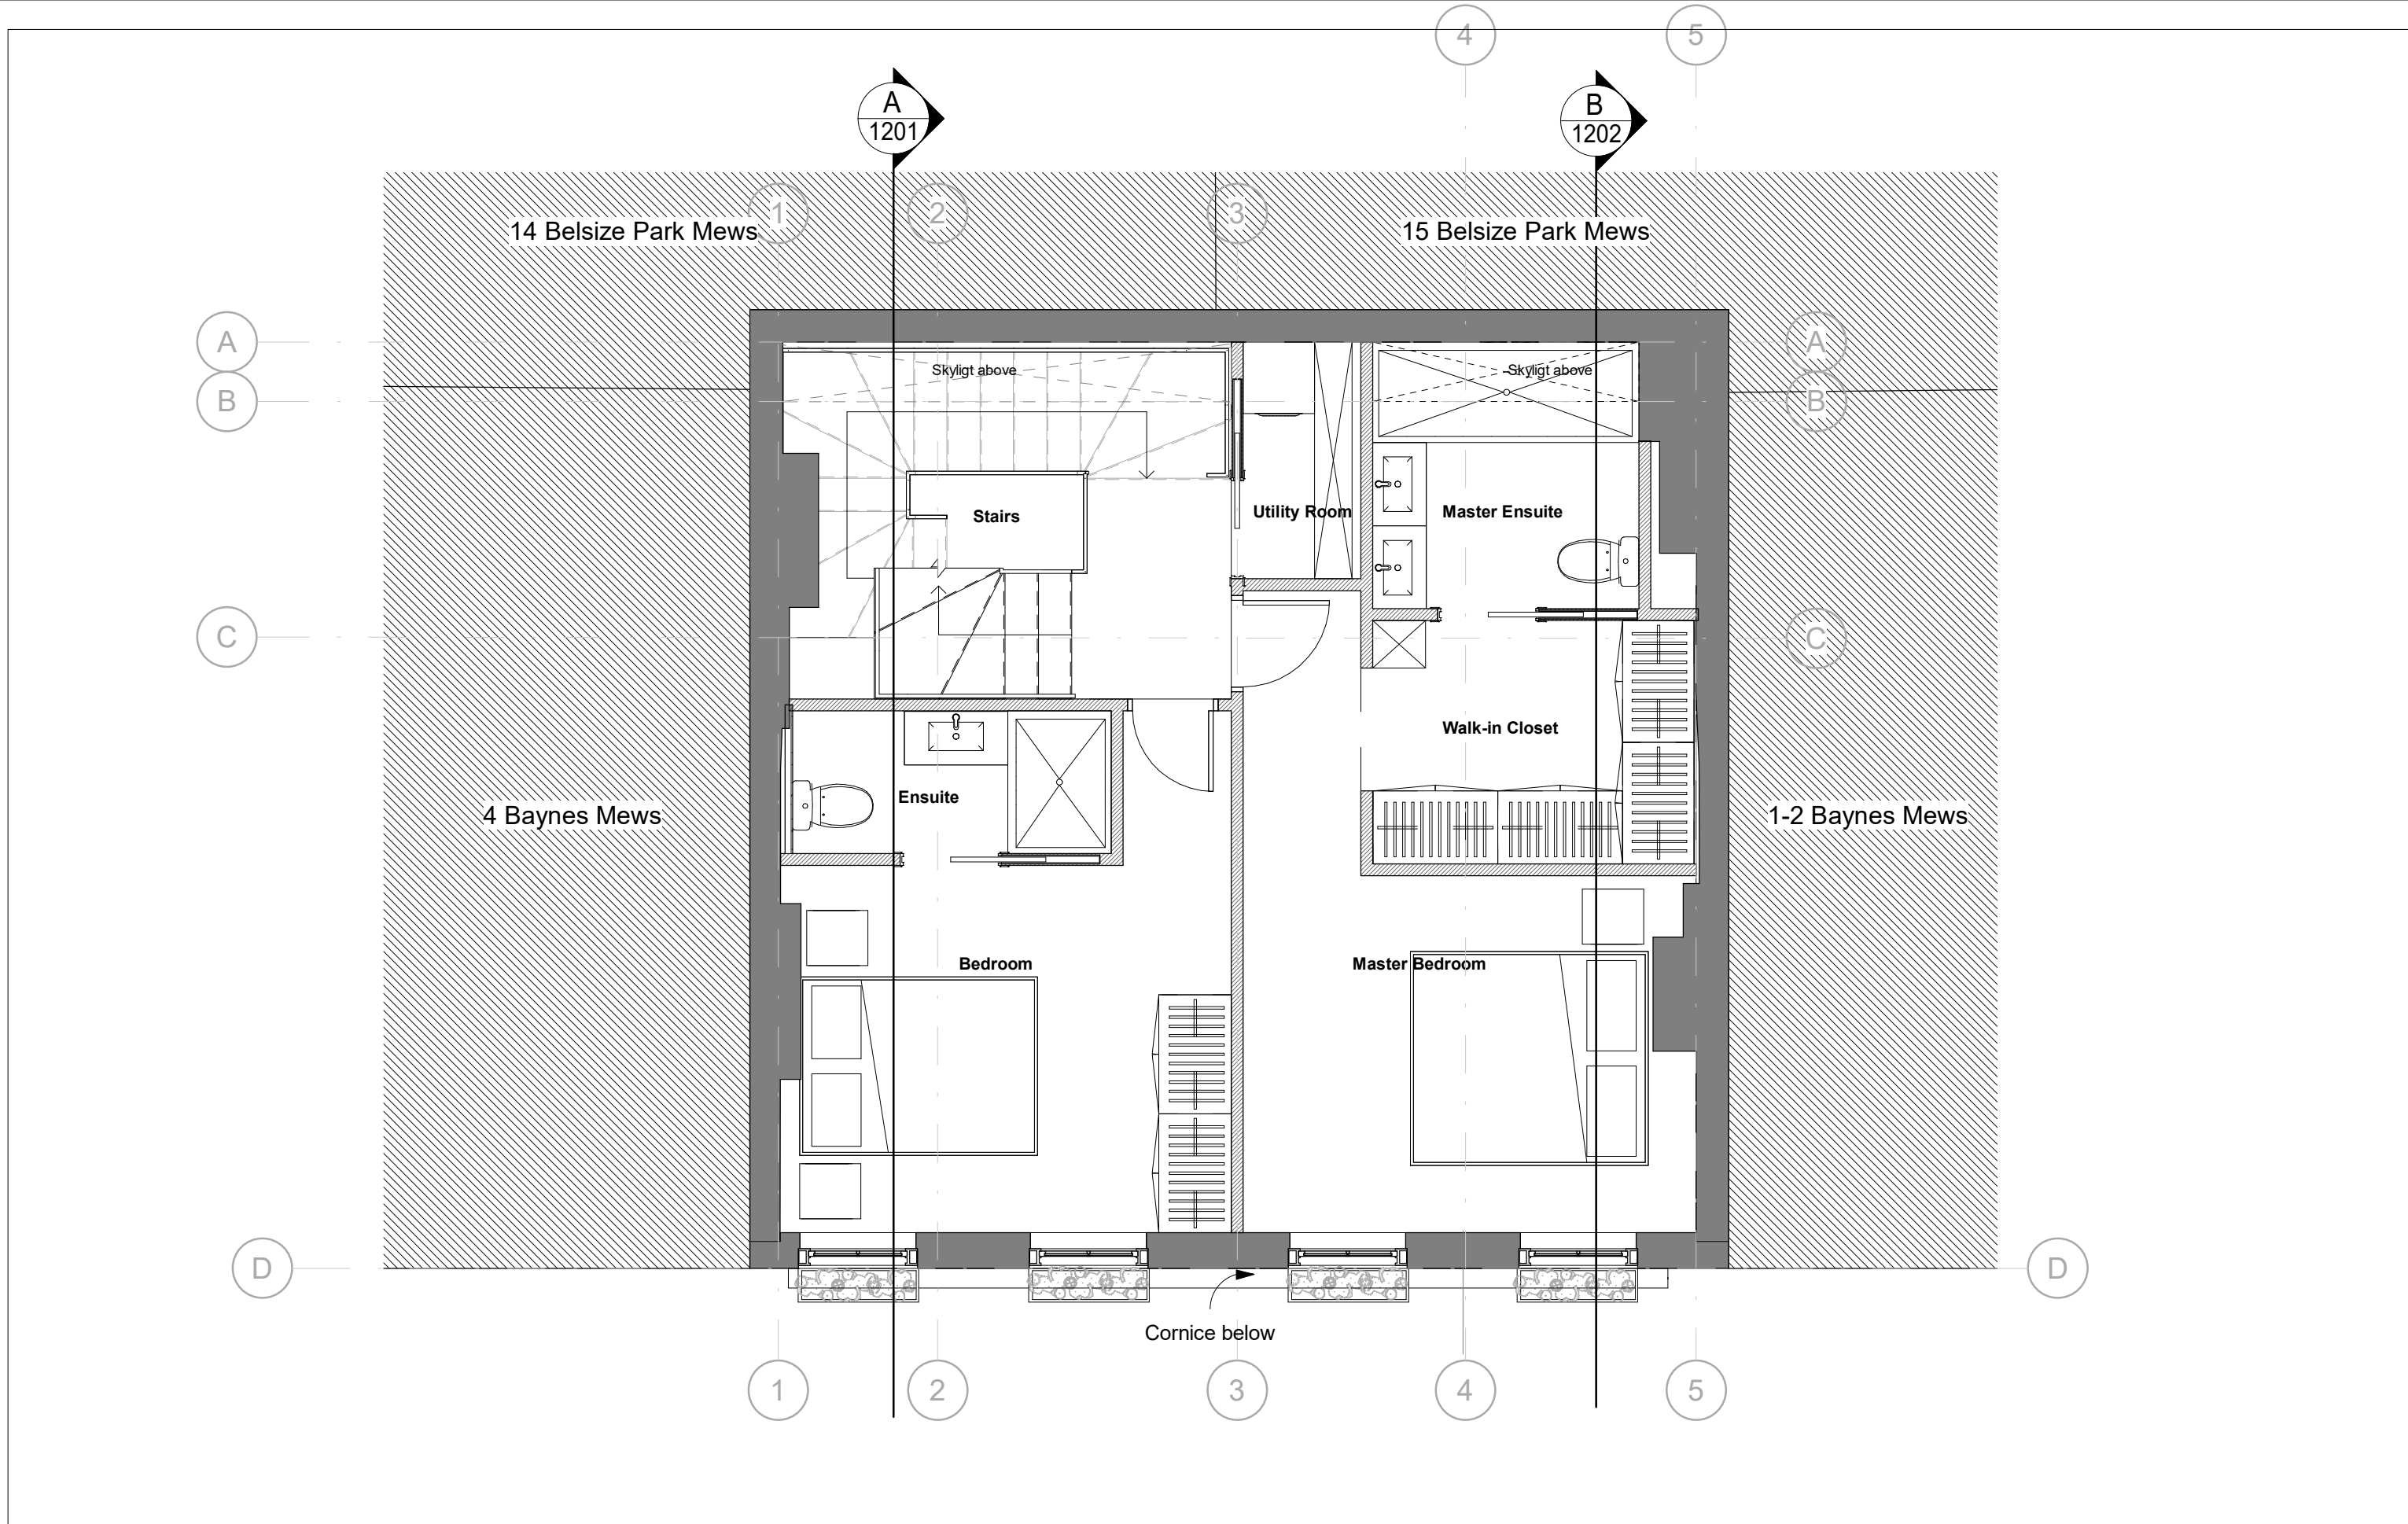 4
5
A
1201
B
1202
1
2
3
14 Belsize Park Mews
15 Belsize Park Mews
A
A
Skyligt above
Skyligt above
B
B
Stairs
Utility Room
Master Ensuite
C
C
Walk-in Closet
Ensuite
4 Baynes Mews
1-2 Baynes Mews
Bedroom
Master Bedroom
D
D
Cornice below
1
2
3
4
5